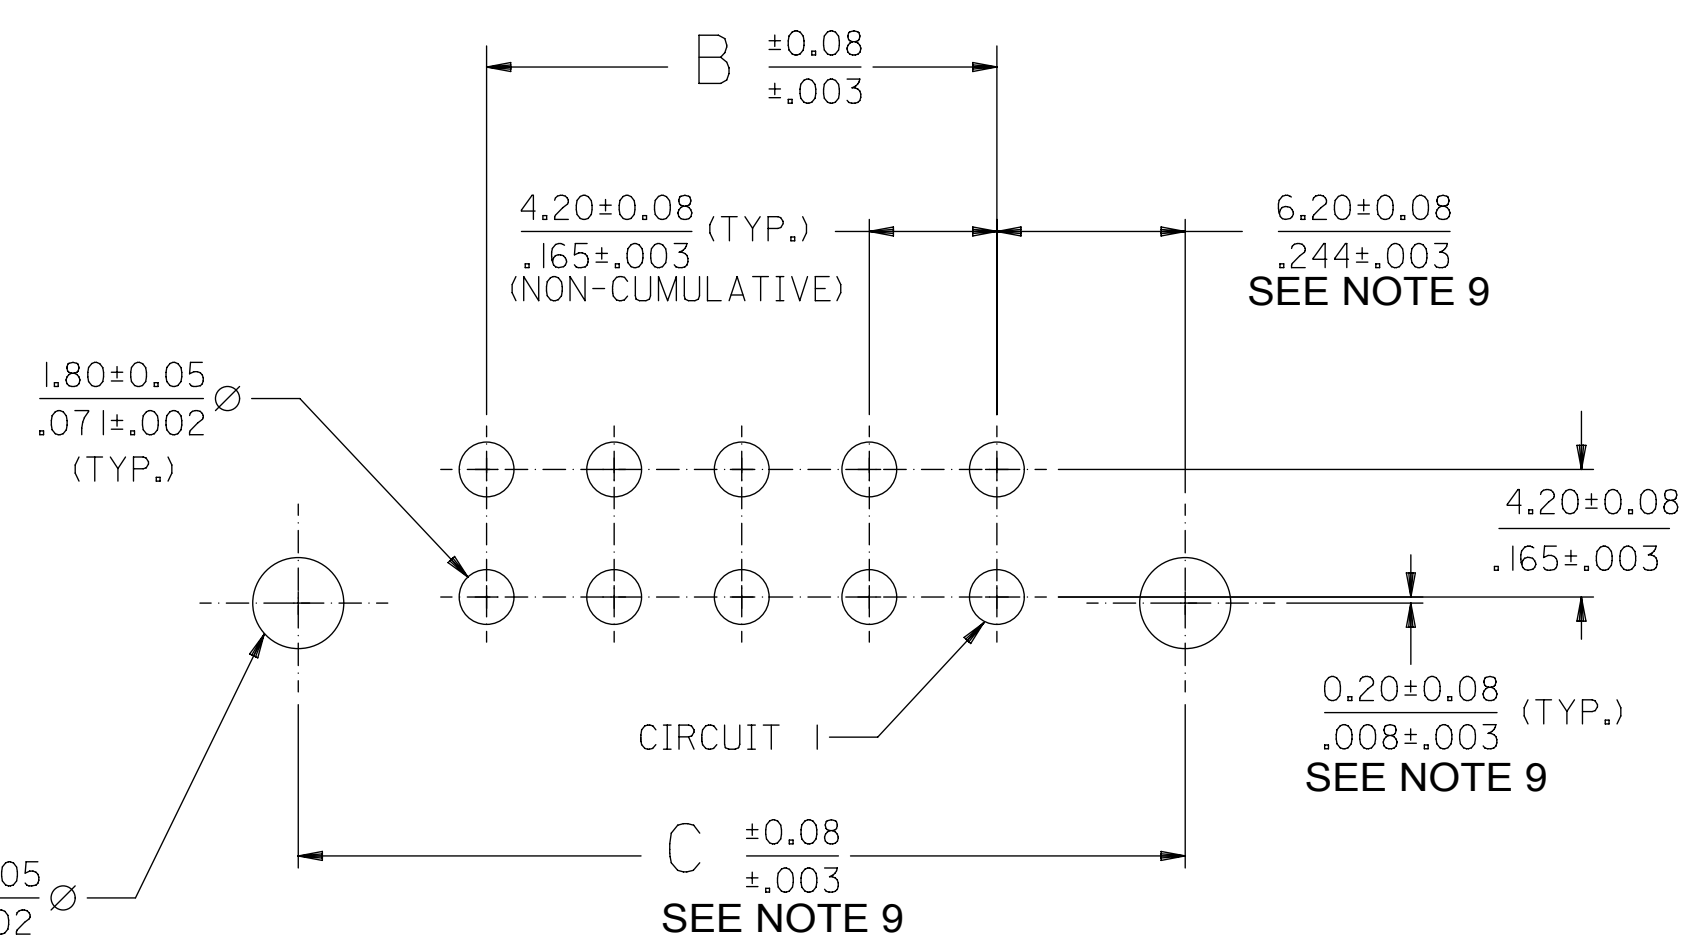 B ±0.08
±.003
4.20±0.08 (TYP.)
.165±.003
(NON-CUMULATIVE)
6.20±0.08
.244±.003
SEE NOTE 9
1.80±0.05 ∅
.071±.002
(TYP.)
4.20±0.08
.165±.003
0.20±0.08 (TYP.)
.008±.003
SEE NOTE 9
CIRCUIT 1
C ±0.08
±.003
SEE NOTE 9
05 ∅
02